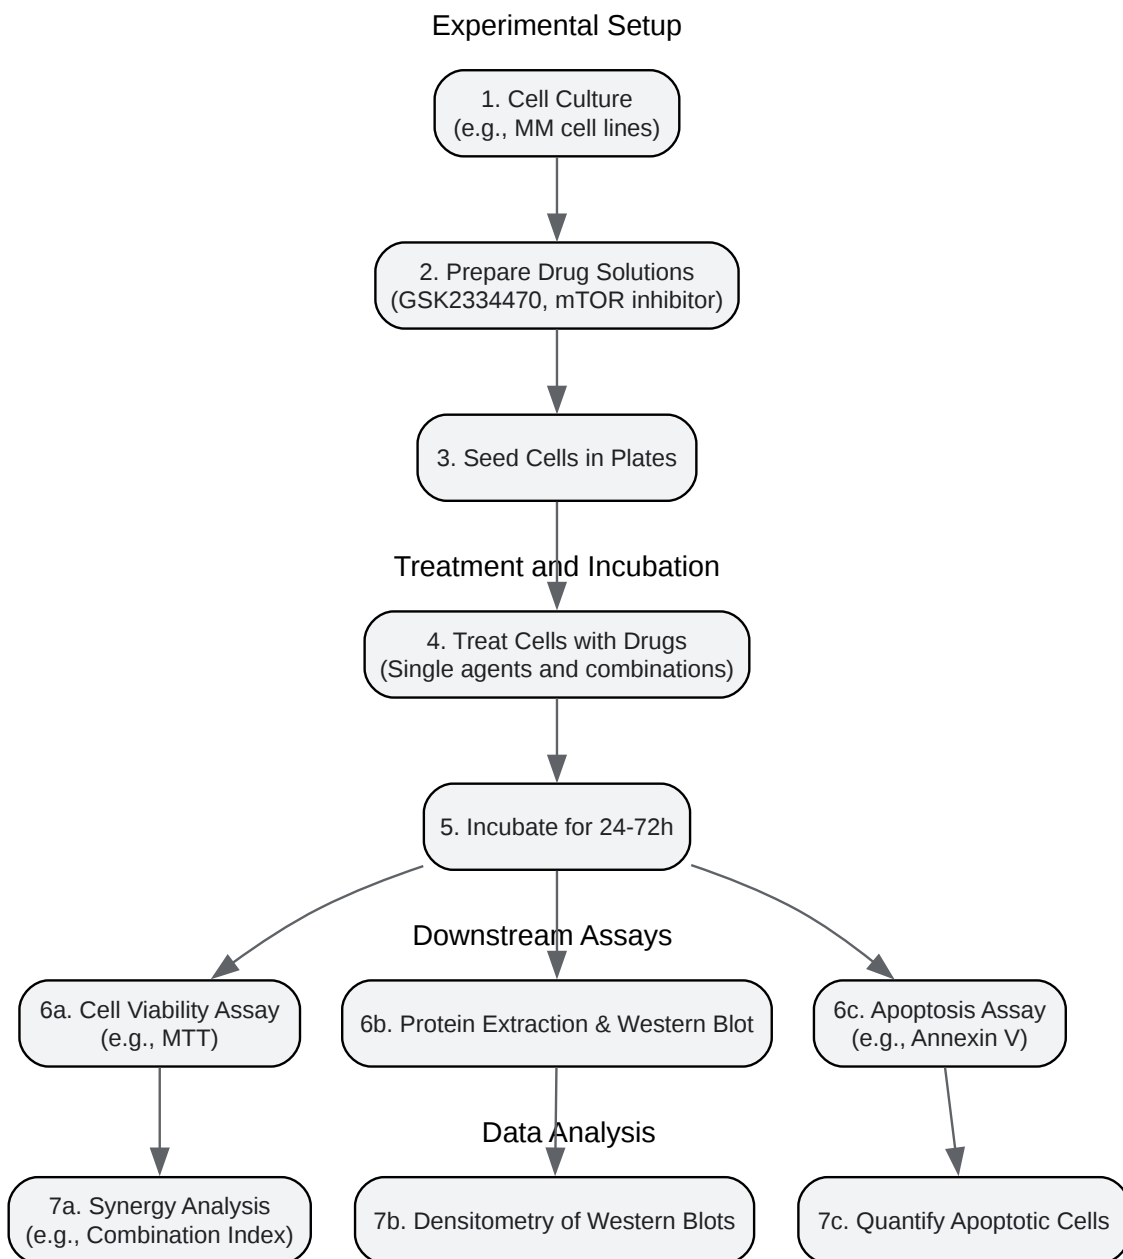 Experimental Setup
1. Cell Culture
(e.g., MM cell lines)
2. Prepare Drug Solutions
(GSK2334470, mTOR inhibitor)
3. Seed Cells in Plates
Treatment and Incubation
4. Treat Cells with Drugs
(Single agents and combinations)
5. Incubate for 24-72h
Downstream Assays
6a. Cell Viability Assay
(e.g., MTT)
6b. Protein Extraction & Western Blot
6c. Apoptosis Assay
(e.g., Annexin V)
Data Analysis
7a. Synergy Analysis
(e.g., Combination Index)
7b. Densitometry of Western Blots
7c. Quantify Apoptotic Cells